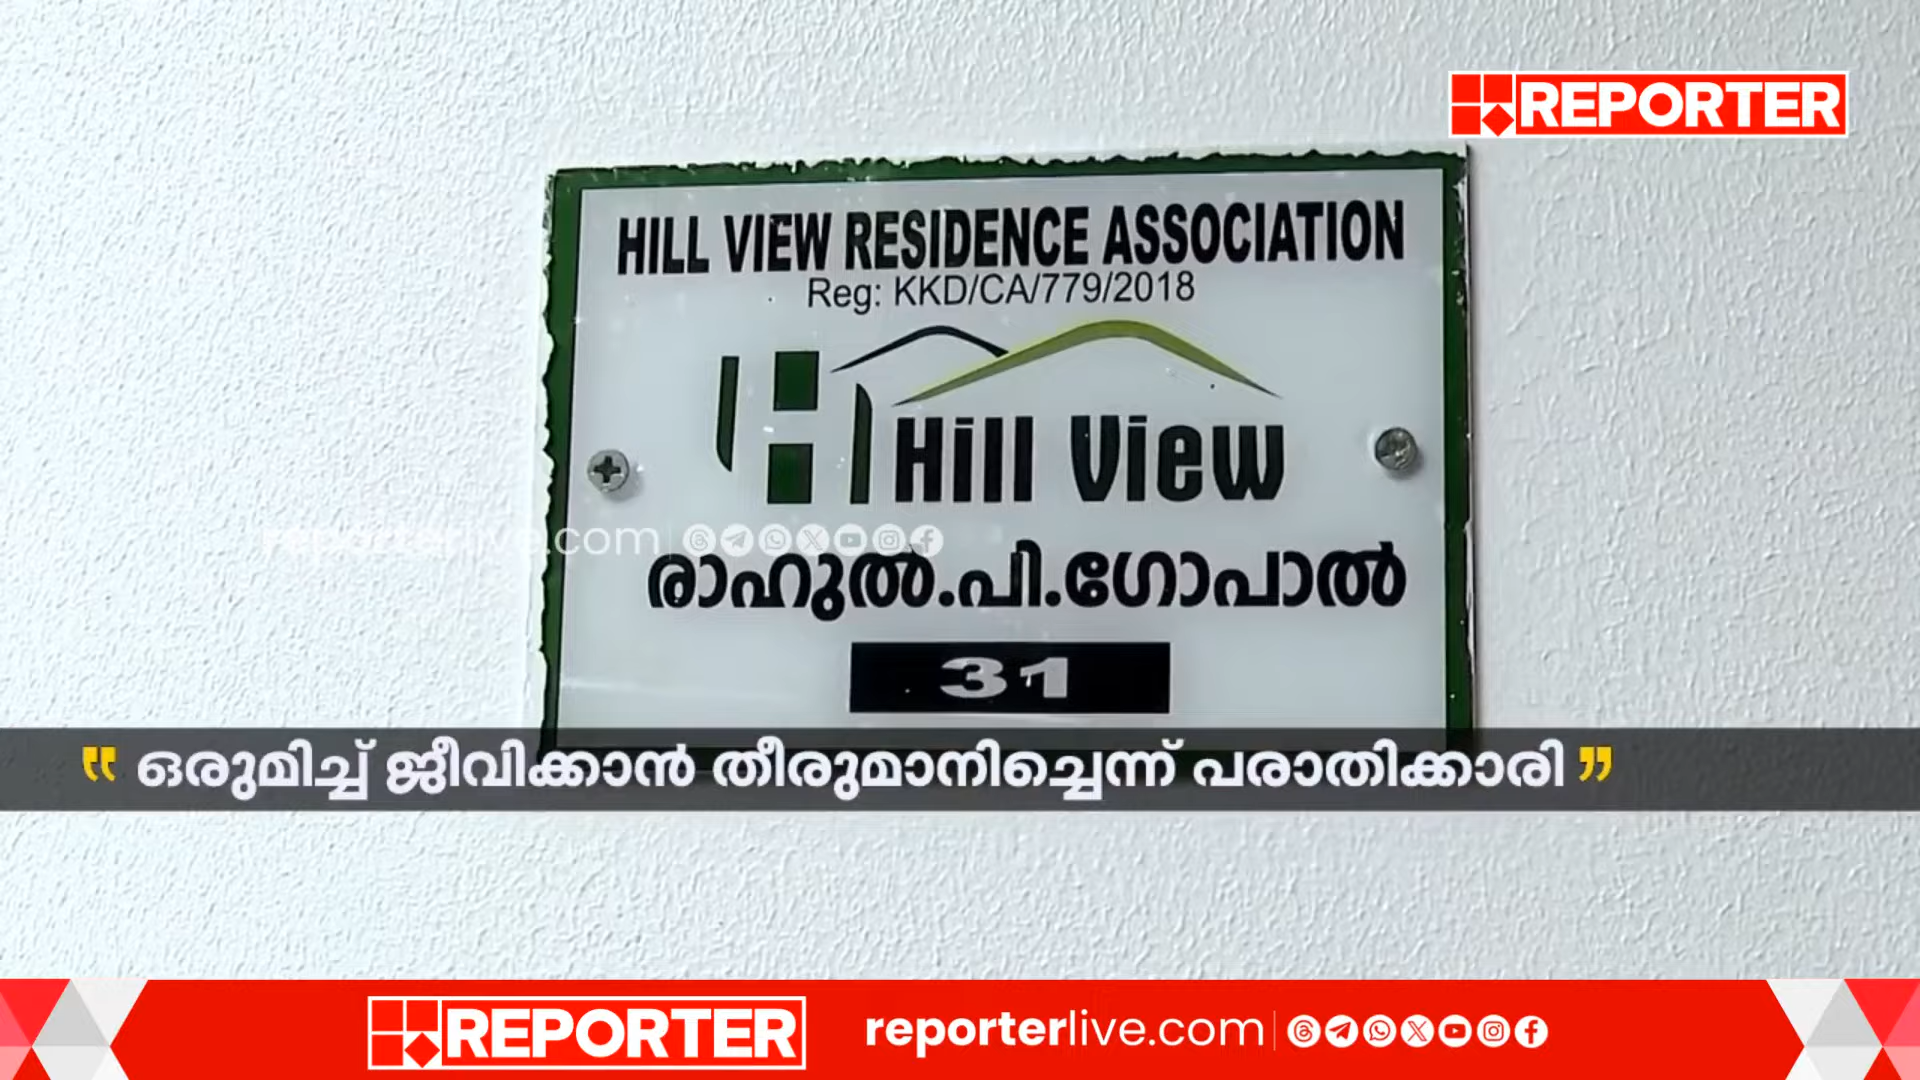 REPORTER
HILL VIEW RESIDENCE ASSOCIATION
Reg: KKD/CA/779/2018
Hill View
രാഹുൽ.പി.ഗോപാൽ
31
" ഒരുമിച്ച് ജീവിക്കാൻ തീരുമാനിച്ചെന്ന് പരാതിക്കാരി "
REPORTER reporterlive.com